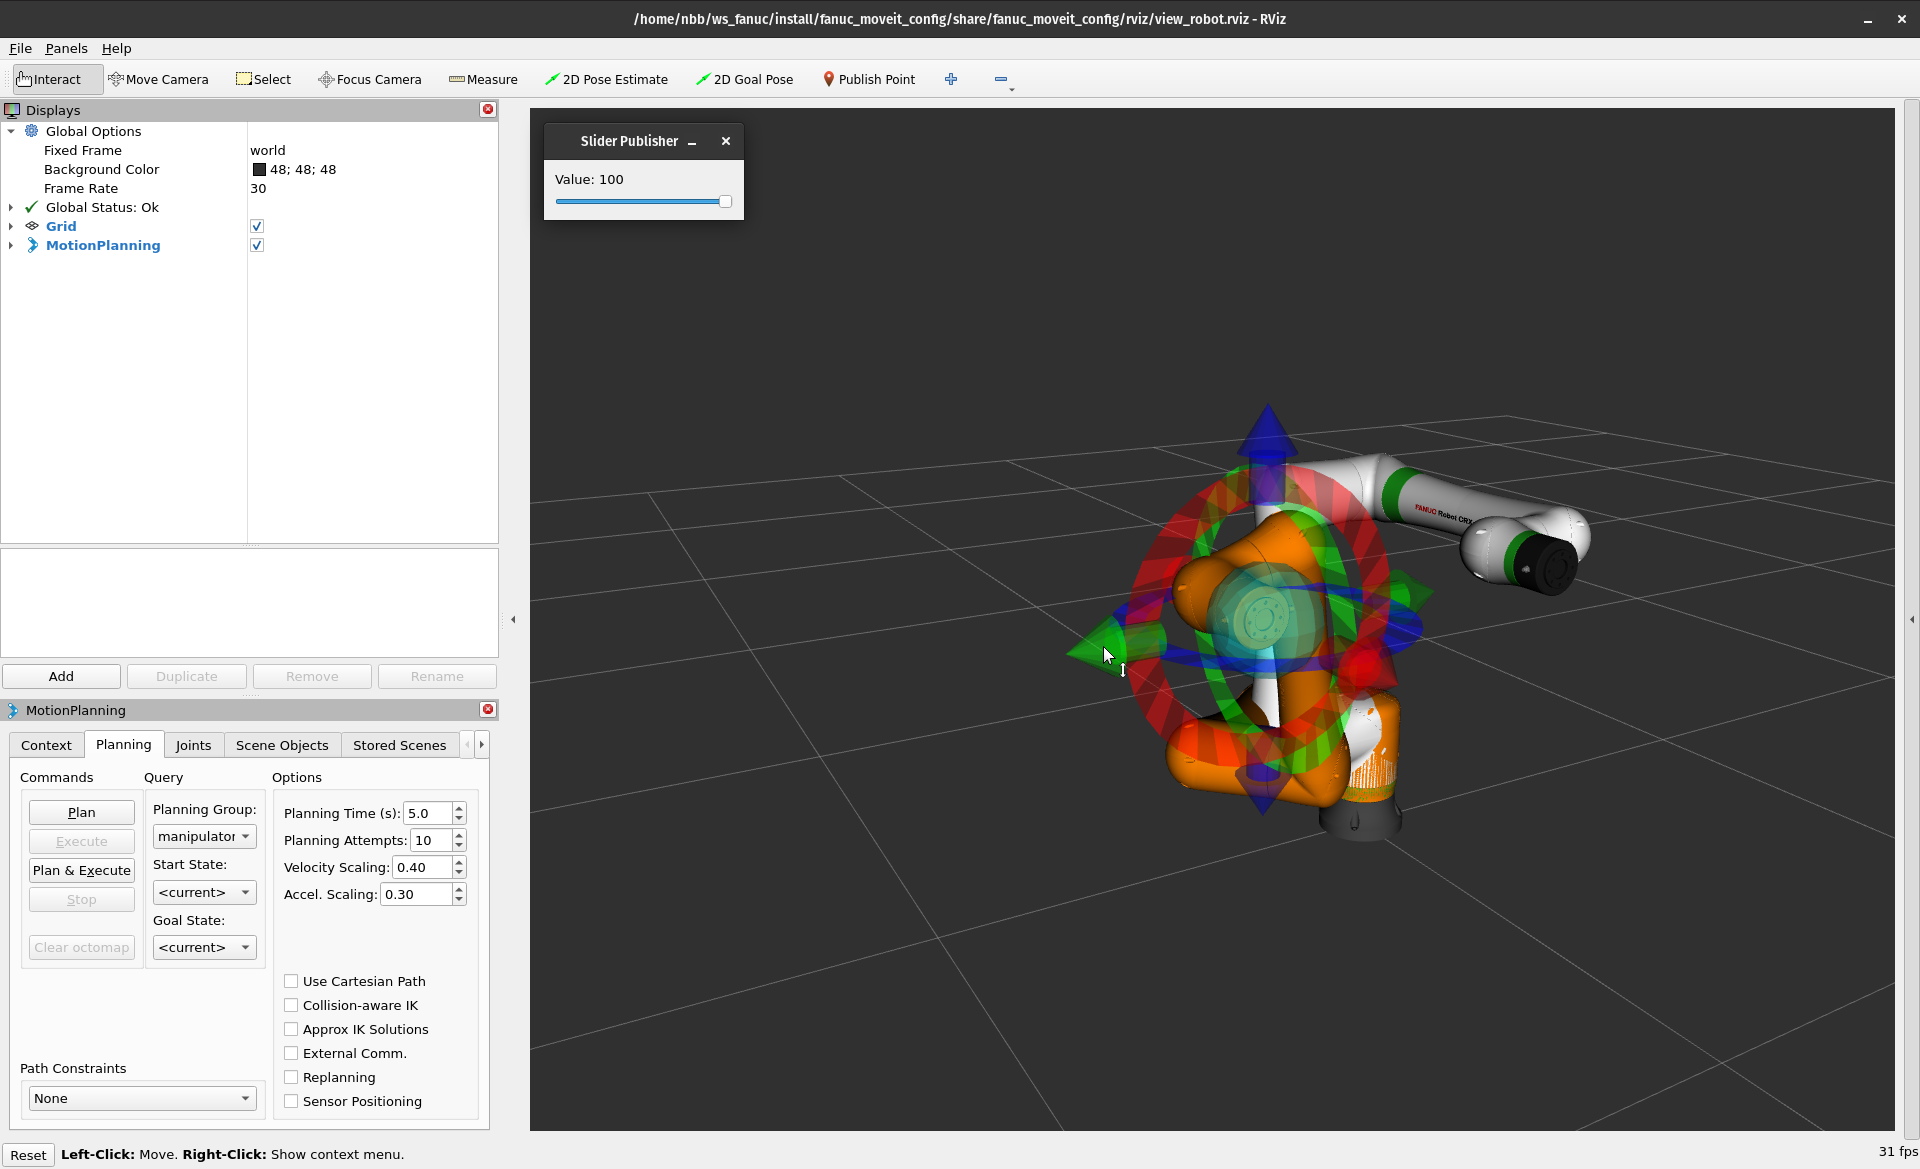 /home/nbb/ws_fanuc/install/fanuc_moveit_config/share/fanuc_moveit_config/rviz/view_robot.rviz - RViz
File Panels Help
Interact Move Camera Select Focus Camera Measure 2D Pose Estimate 2D Goal Pose Publish Point
Displays
Global Options
Fixed Frame world
Background Color 48; 48; 48
Frame Rate 30
Global Status: Ok
Grid
MotionPlanning
Add Duplicate Remove Rename
Slider Publisher
Value: 100
FANUC Robot CRX
MotionPlanning
Context Planning Joints Scene Objects Stored Scenes
Commands Query Options
Plan
Execute
Plan & Execute
Stop
Clear octomap
Planning Group:
manipulator
Start State:
<current>
Goal State:
<current>
Planning Time (s): 5.0
Planning Attempts: 10
Velocity Scaling: 0.40
Accel. Scaling: 0.30
Use Cartesian Path
Collision-aware IK
Approx IK Solutions
External Comm.
Replanning
Sensor Positioning
Path Constraints
None
Reset Left-Click: Move. Right-Click: Show context menu. 31 fps